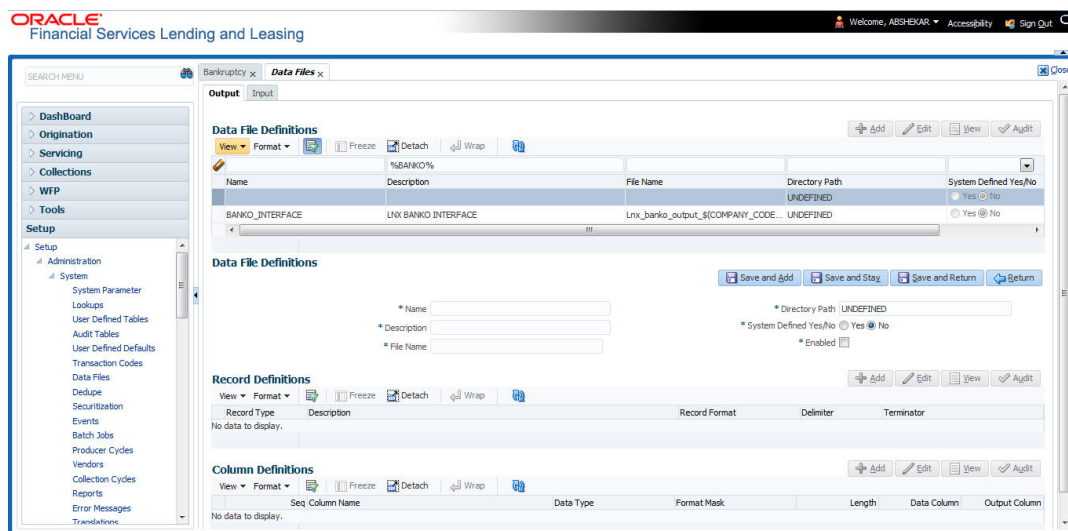 ORACLE®
Financial Services Lending and Leasing
Welcome, ABSHEKAR Accessibility Sign Out
SEARCH MENU
Bankruptcy x Data Files x
Close
Output Input
DashBoard
Origination
Servicing
Collections
WFP
Tools
Setup
Setup
Administration
System
System Parameter
Lookups
User Defined Tables
Audit Tables
User Defined Defaults
Transaction Codes
Data Files
Dedupe
Securitization
Events
Batch Jobs
Producer Cycles
Vendors
Collection Cycles
Reports
Error Messages
Translations
Data File Definitions
Add Edit View Audit
View Format Freeze Detach Wrap
%BANKO%
Name Description File Name Directory Path System Defined Yes/No
UNDEFINED Yes No
BANKO_INTERFACE LNX BANKO INTERFACE Lnx_banko_output_$(COMPANY_CODE... UNDEFINED Yes No
Data File Definitions
Save and Add Save and Stay Save and Return Return
* Name
* Description
* File Name
* Directory Path UNDEFINED
* System Defined Yes/No Yes No
* Enabled
Record Definitions
Add Edit View Audit
View Format Freeze Detach Wrap
Record Type Description Record Format Delimiter Terminator
No data to display.
Column Definitions
Add Edit View Audit
View Format Freeze Detach Wrap
Seq Column Name Data Type Format Mask Length Data Column Output Column
No data to display.